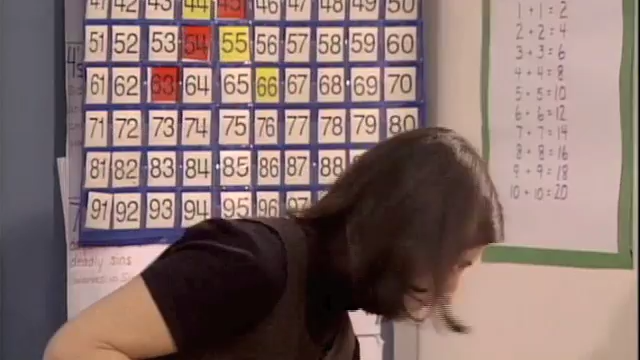 41 42 43 44 45 46 47 48 49 50
51 52 53 54 55 56 57 58 59 60
61 62 63 64 65 66 67 68 69 70
71 72 73 74 75 76 77 78 79 80
81 82 83 84 85 86 87 88
91 92 93 94 95 96 97
4's
deadly sins
1 + 1 = 2
2 + 2 = 4
3 + 3 = 6
4 + 4 = 8
5 + 5 = 10
6 + 6 = 12
7 + 7 = 14
8 + 8 = 16
9 + 9 = 18
10 + 10 = 20